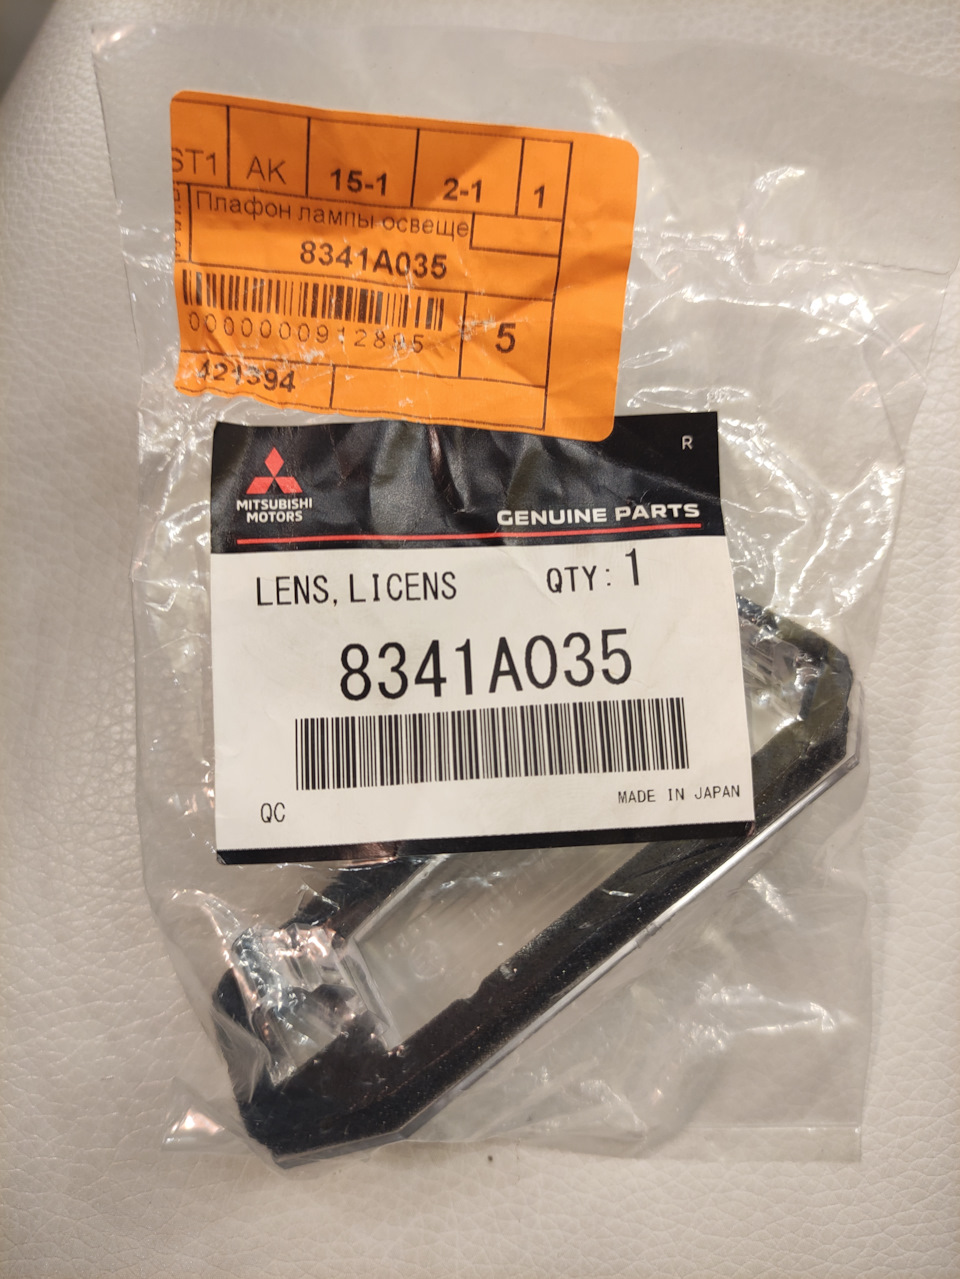 ST1 AK 15-1 2-1 1
Плафон лампы освеще
8341A035
5
421394
R
MITSUBISHI
MOTORS
GENUINE PARTS
LENS, LICENS QTY: 1
8341A035
MADE IN JAPAN
QC